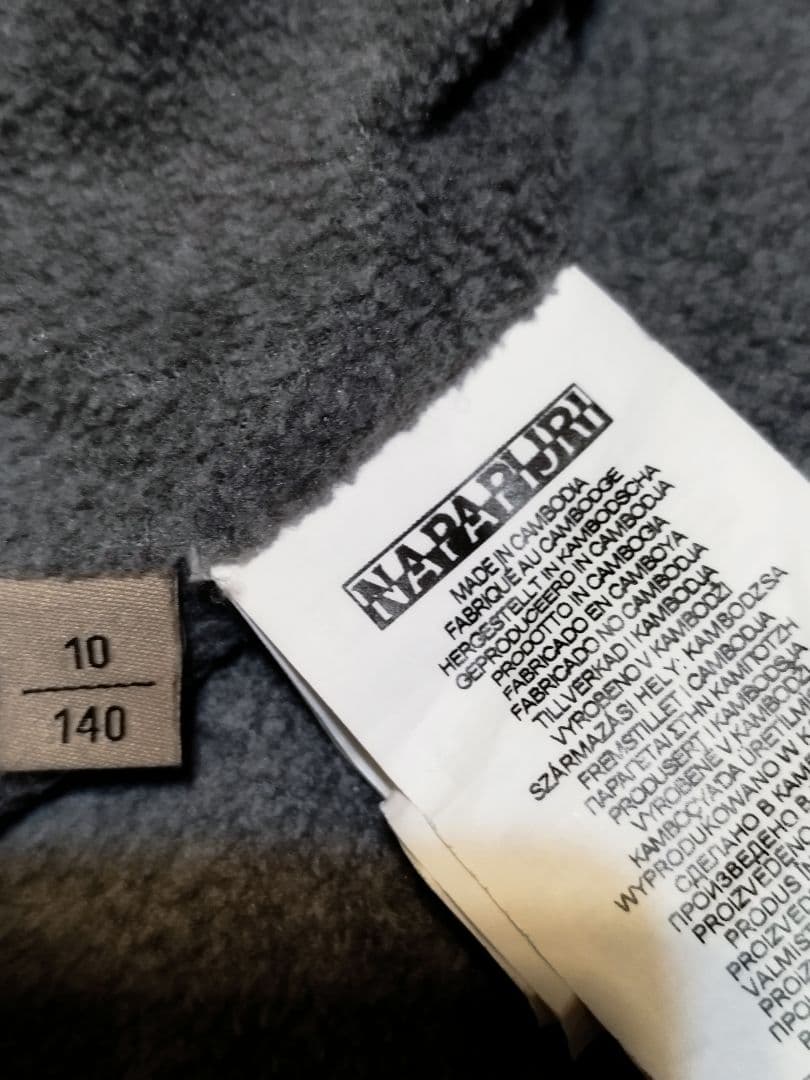 10
140
NAPAPIJRI
MADE IN CAMBODIA
FABRIQUÉ AU CAMBODGE
HERGESTELLT IN KAMBODSCHA
GEPRODUCEERD IN CAMBODJA
PRODOTTO IN CAMBOGIA
FABRICADO EN CAMBOYA
FABRICADO NO CAMBODJA
TILLVERKAD I KAMBODJA
VYROBENO V KAMBODŽI
SZÁRMAZÁSI HELY: KAMBODZSA
FREMSTILLET I CAMBODJA
ΠΑΡΑΓΕΤΑΙ ΣΤΗΝ ΚΑΜΠΟΤΖΗ
PRODUSERT I KAMBODSJA
VYROBENÉ V
KAMBOÇYA'DA
WYPRODUKOWANO W
СДЕЛАНО В
ПРОИЗВЕДЕНО